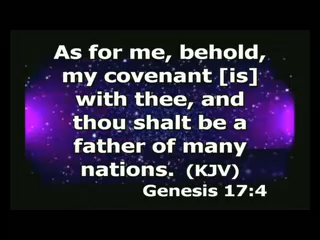 As for me, behold,
my covenant [is]
with thee, and
thou shalt be a
father of many
nations. (KJV)
Genesis 17:4